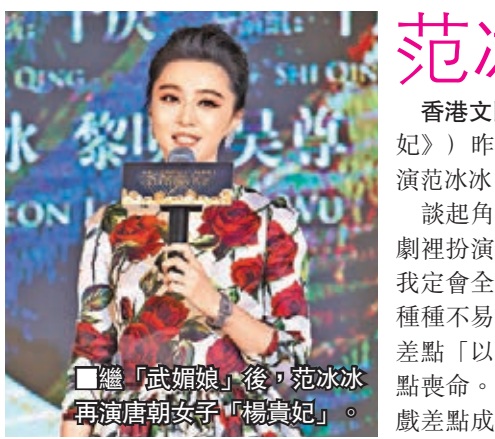 QING
SHI QIN
冰 黎明 吳尊
EON L
WU
■繼「武媚娘」後，范冰冰
再演唐朝女子「楊貴妃」。
范冰
香港文
妃》）昨
演范冰冰
談起角
劇裡扮演
我定會全
種種不易
差點「以
點喪命。
戲差點成